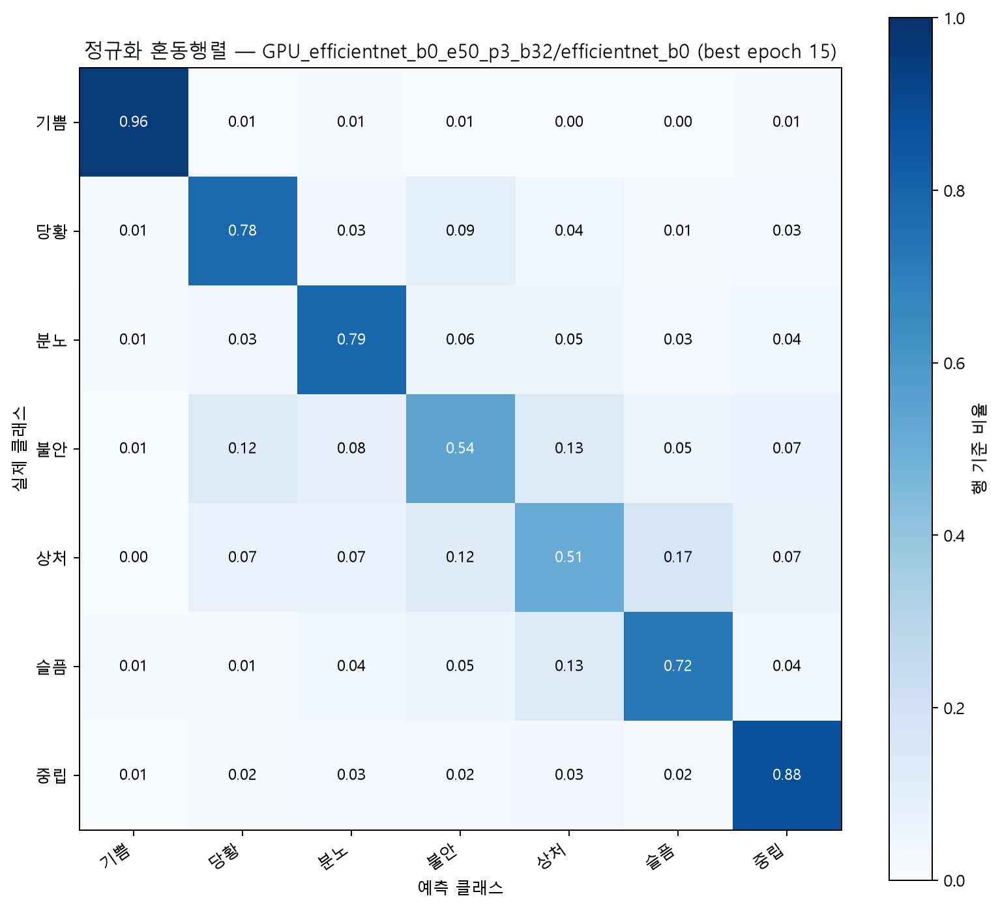 정규화 혼동행렬 — GPU_efficientnet_b0_e50_p3_b32/efficientnet_b0 (best epoch 15)
기쁨 0.96 0.01 0.01 0.01 0.00 0.00 0.01
당황 0.01 0.78 0.03 0.09 0.04 0.01 0.03
분노 0.01 0.03 0.79 0.06 0.05 0.03 0.04
불안 0.01 0.12 0.08 0.54 0.13 0.05 0.07
상처 0.00 0.07 0.07 0.12 0.51 0.17 0.07
슬픔 0.01 0.01 0.04 0.05 0.13 0.72 0.04
중립 0.01 0.02 0.03 0.02 0.03 0.02 0.88
기쁨 당황 분노 불안 상처 슬픔 중립
예측 클래스
실제 클래스
1.0
0.8
0.6
0.4
0.2
0.0
행 기준 비율